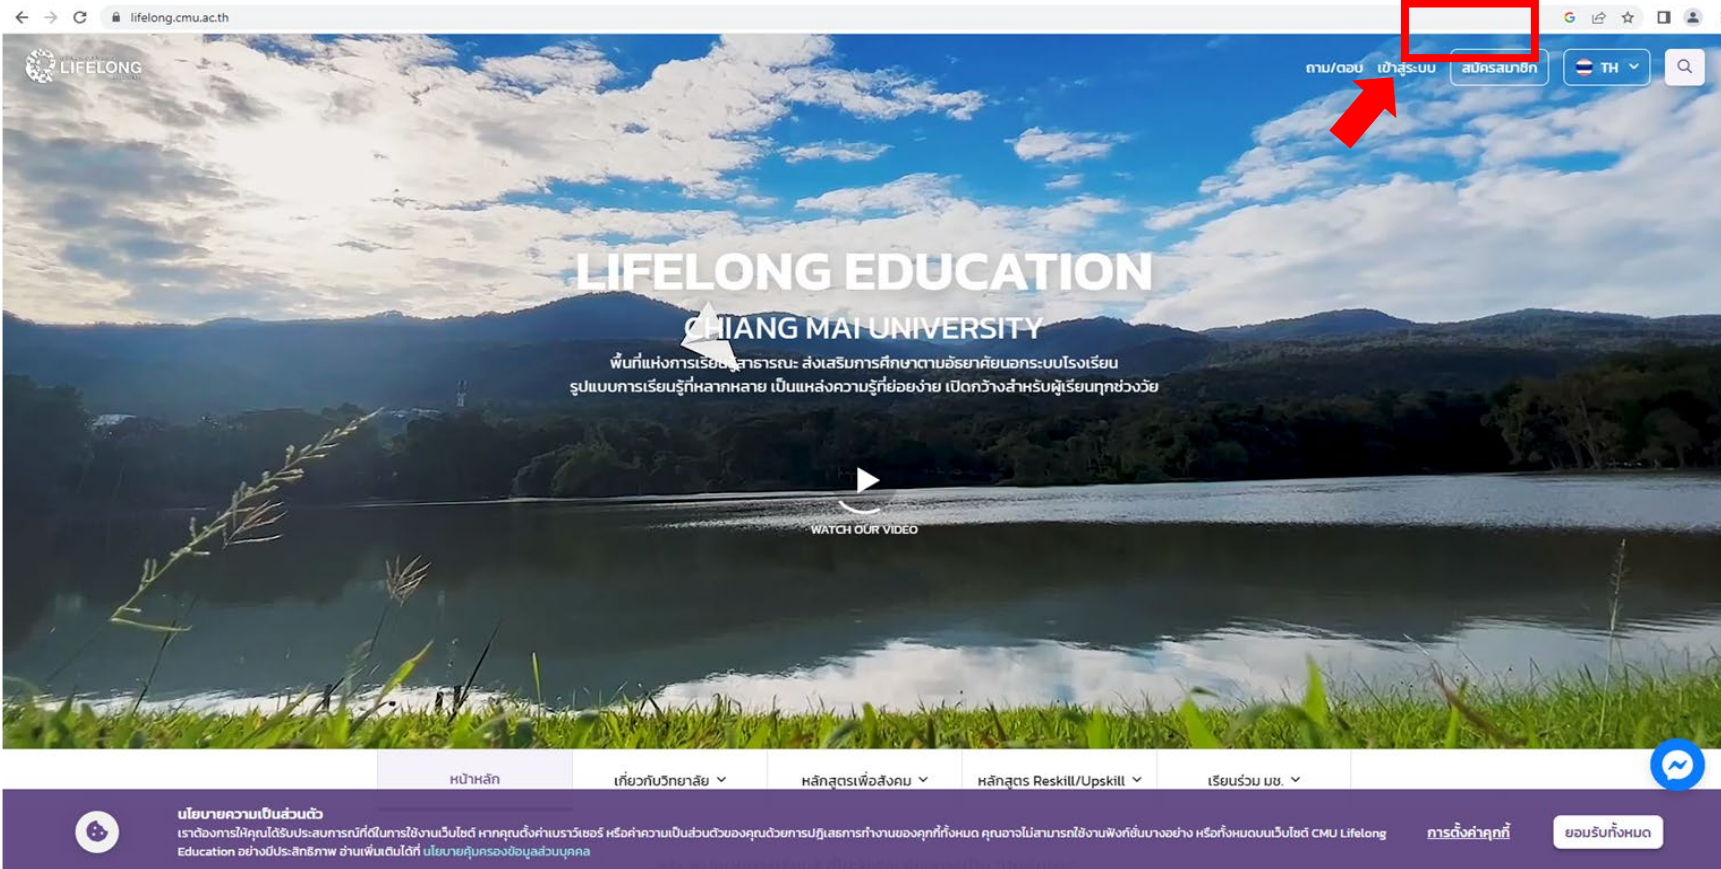 lifelong.cmu.ac.th
LIFELONG
ถาม/ตอบ เข้าสู่ระบบ สมัครสมาชิก TH
LIFELONG EDUCATION
CHIANG MAI UNIVERSITY
พื้นที่แห่งการเรียนรู้สาธารณะ ส่งเสริมการศึกษาตามอัธยาศัยนอกระบบโรงเรียน
รูปแบบการเรียนรู้ที่หลากหลาย เป็นแหล่งความรู้ที่ย่อยง่าย เปิดกว้างสำหรับผู้เรียนทุกช่วงวัย
WATCH OUR VIDEO
หน้าหลัก เกี่ยวกับวิทยาลัย หลักสูตรเพื่อสังคม หลักสูตร Reskill/Upskill เรียนร่วม มช.
นโยบายความเป็นส่วนตัว
เราต้องการให้คุณได้รับประสบการณ์ที่ดีในการใช้งานเว็บไซต์ หากคุณตั้งค่าเบราว์เซอร์ หรือค่าความเป็นส่วนตัวของคุณด้วยการปฏิเสธการทำงานของคุกกี้ทั้งหมด คุณอาจไม่สามารถใช้งานฟังก์ชั่นบางอย่าง หรือทั้งหมดบนเว็บไซต์ CMU Lifelong
Education อย่างมีประสิทธิภาพ อ่านเพิ่มเติมได้ที่ นโยบายคุ้มครองข้อมูลส่วนบุคคล
การตั้งค่าคุกกี้ ยอมรับทั้งหมด